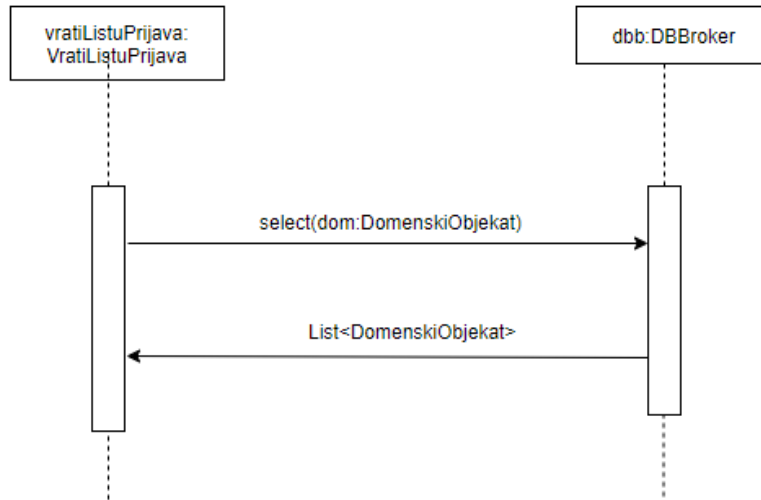 vratiListuPrijava:
VratiListuPrijava
dbb:DBBroker
select(dom:DomenskiObjekat)
List<DomenskiObjekat>